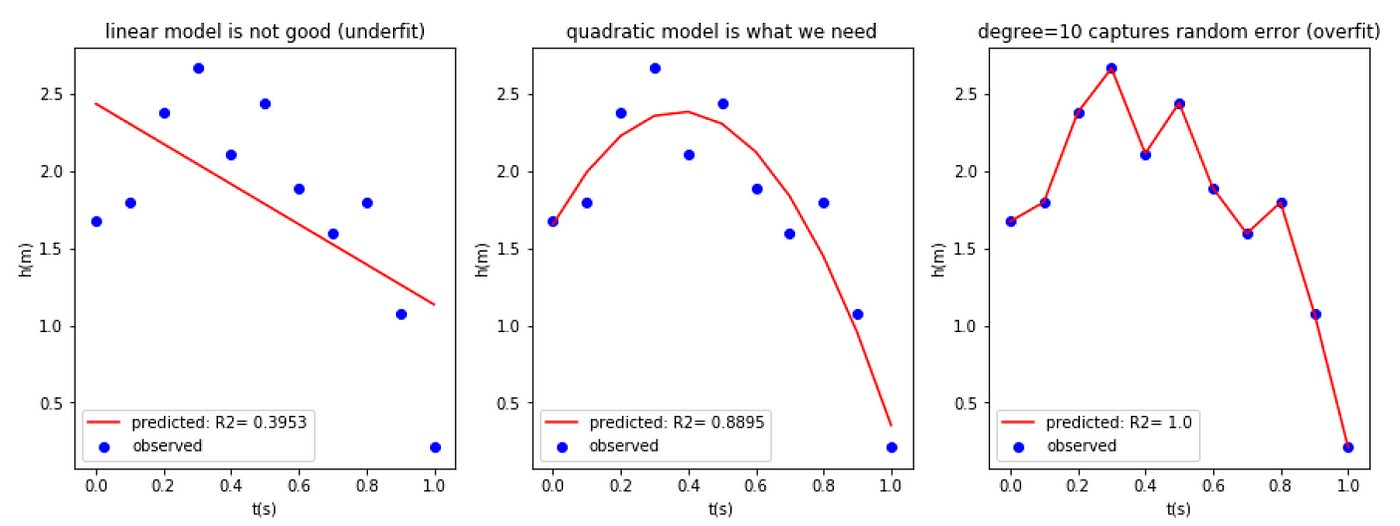 linear model is not good (underfit)
2.5
2.0
1.5
1.0
0.5
h(m)
predicted: R2= 0.3953
observed
0.0 0.2 0.4 0.6 0.8 1.0
t(s)
quadratic model is what we need
2.5
2.0
1.5
1.0
0.5
h(m)
predicted: R2= 0.8895
observed
0.0 0.2 0.4 0.6 0.8 1.0
t(s)
degree=10 captures random error (overfit)
2.5
2.0
1.5
1.0
0.5
h(m)
predicted: R2= 1.0
observed
0.0 0.2 0.4 0.6 0.8 1.0
t(s)